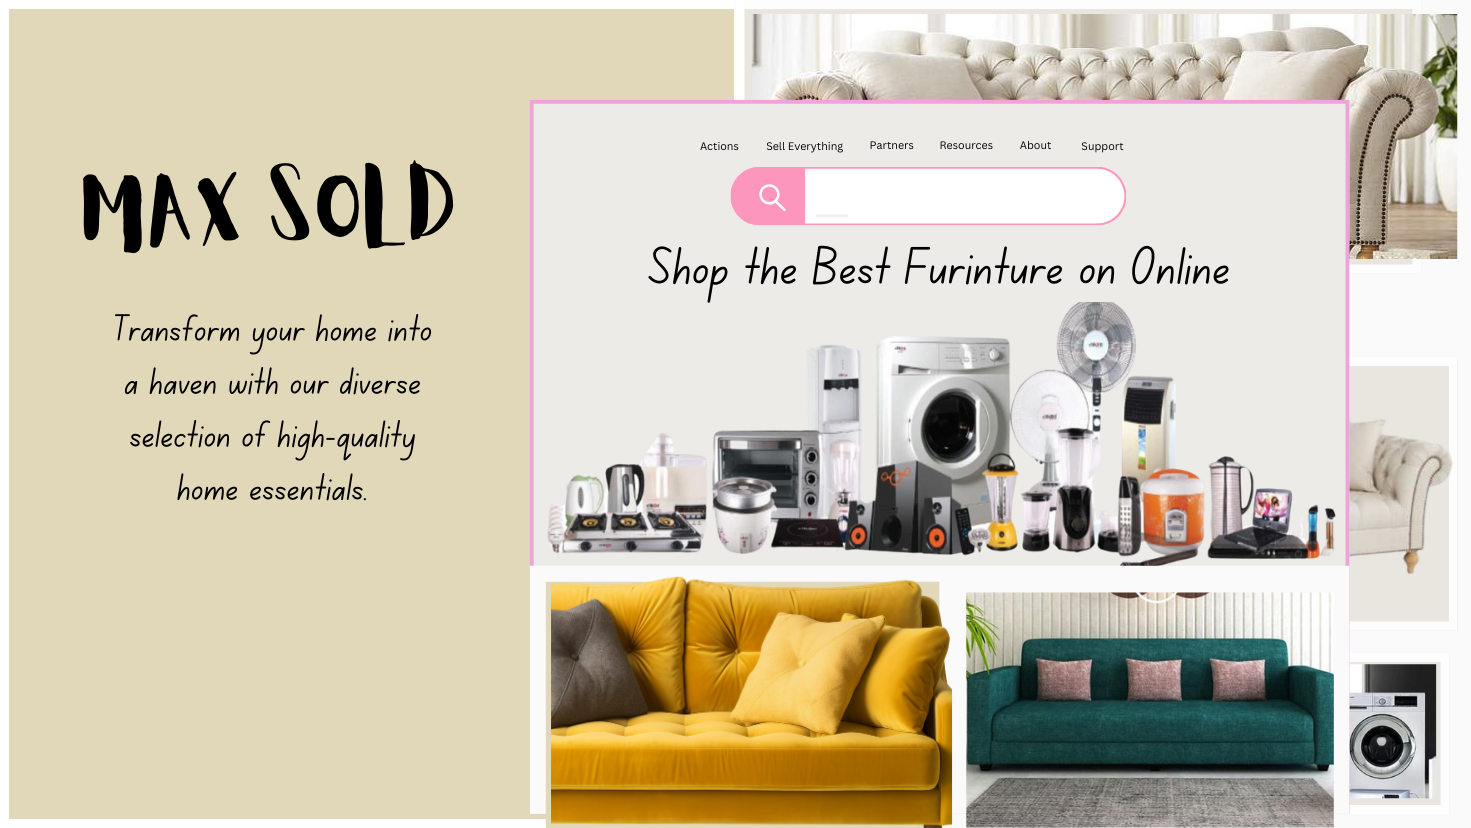 MAX SOLD
Transform your home into
a haven with our diverse
selection of high-quality
home essentials.
Actions Sell Everything Partners Resources About Support
Shop the Best Furinture on Online